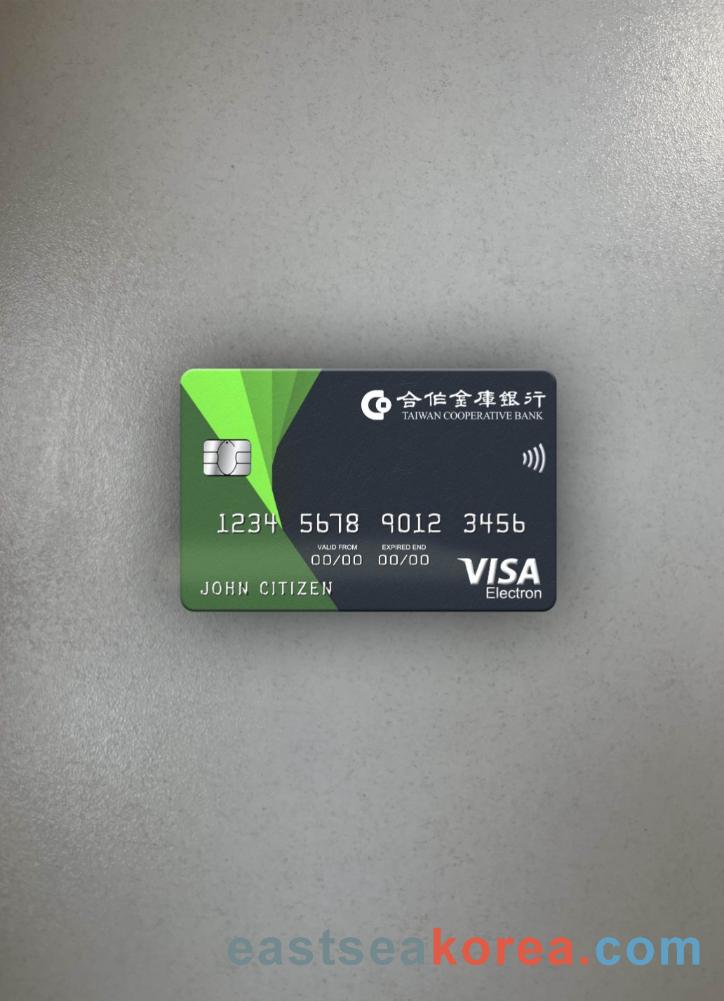 合作金庫銀行
TAIWAN COOPERATIVE BANK
1234 5678 9012 3456
VALID FROM EXPIRED END
00/00 00/00
VISA
Electron
JOHN CITIZEN
eastseakorea.com